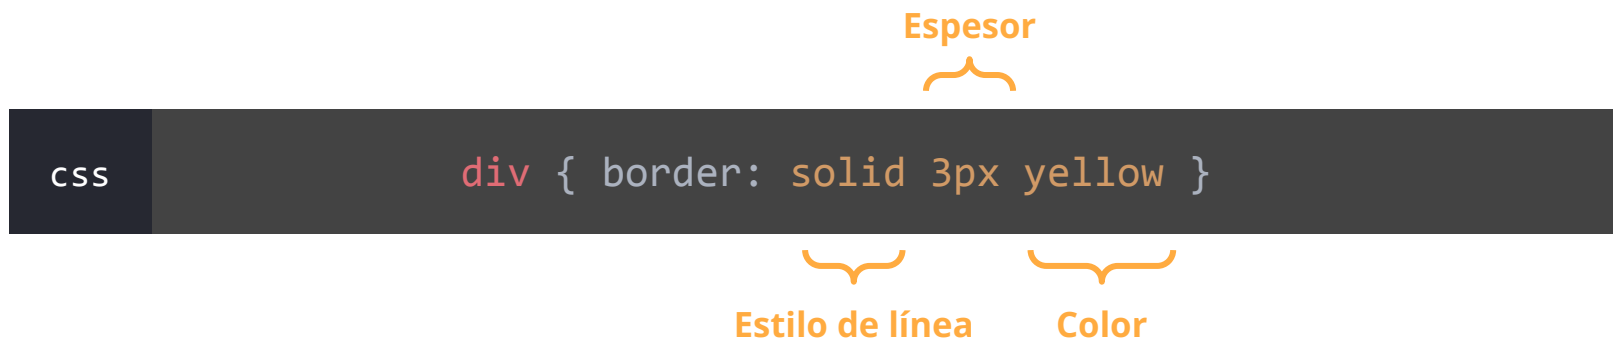 Espesor
css
div { border: solid 3px yellow }
Estilo de línea
Color